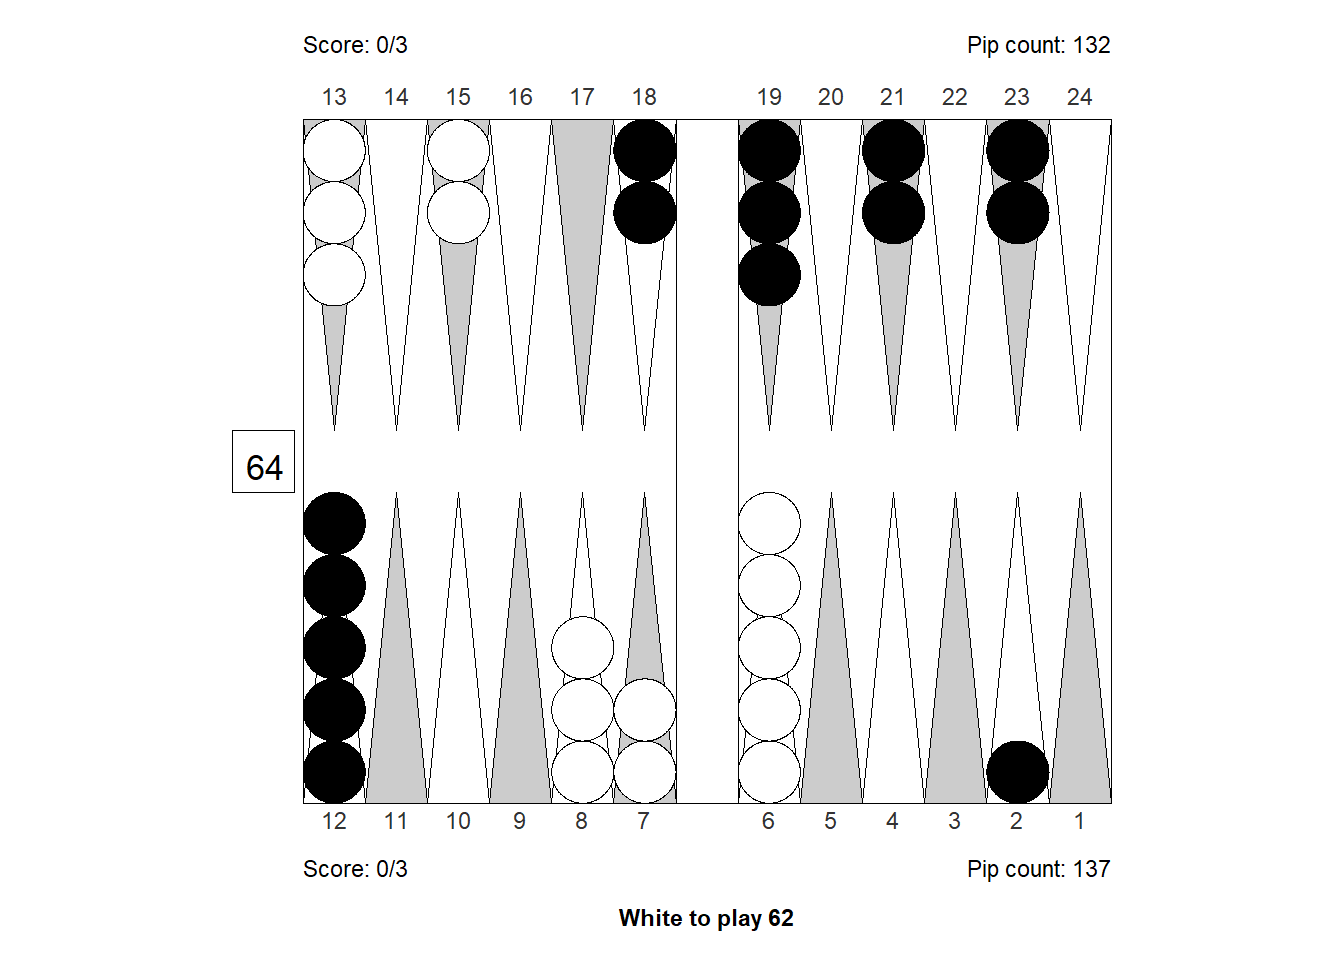 Score: 0/3 Pip count: 132
13 14 15 16 17 18 19 20 21 22 23 24
64
12 11 10 9 8 7 6 5 4 3 2 1
Score: 0/3 Pip count: 137
White to play 62